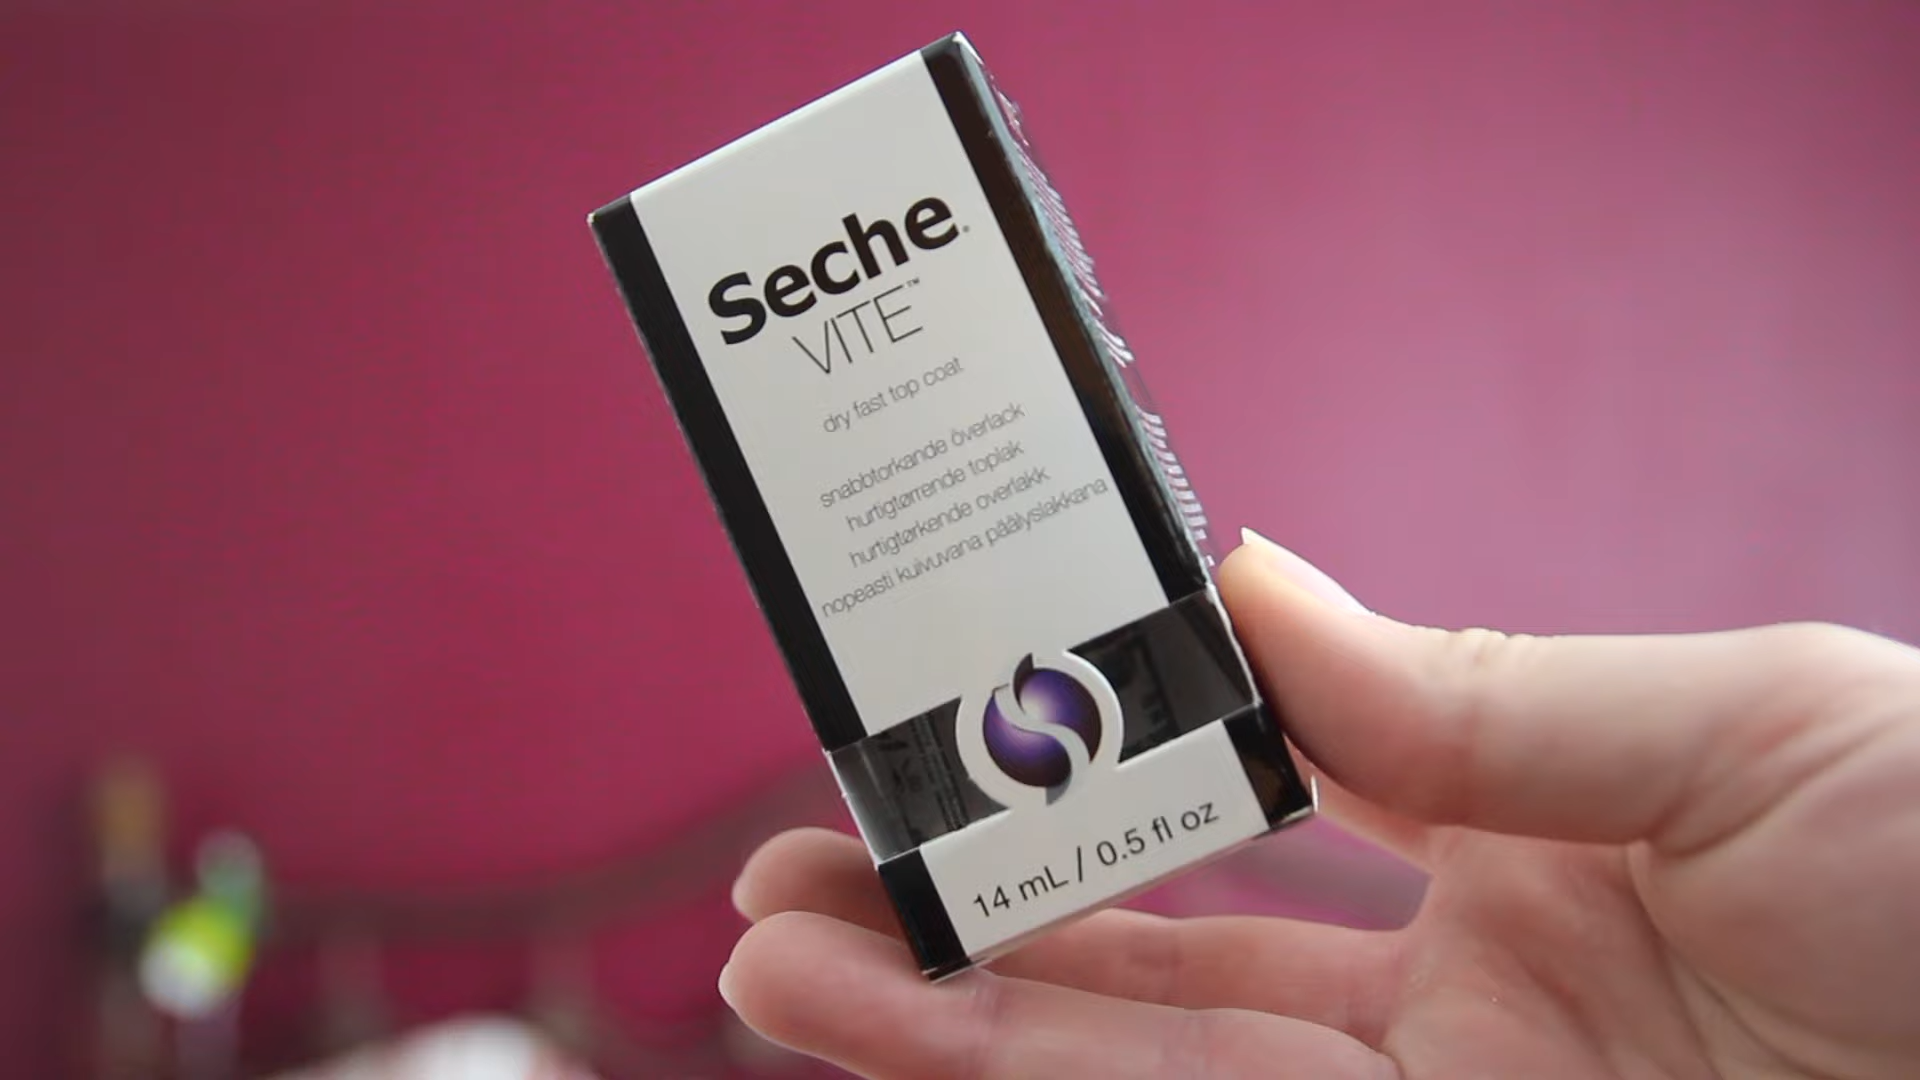 Seche®
VITE™
dry fast top coat
snabbtorkande överlack
hurtigtørrende toplak
hurtigtørkende overlakk
nopeasti kuivuvana päälyslakkana
14 mL / 0.5 fl oz